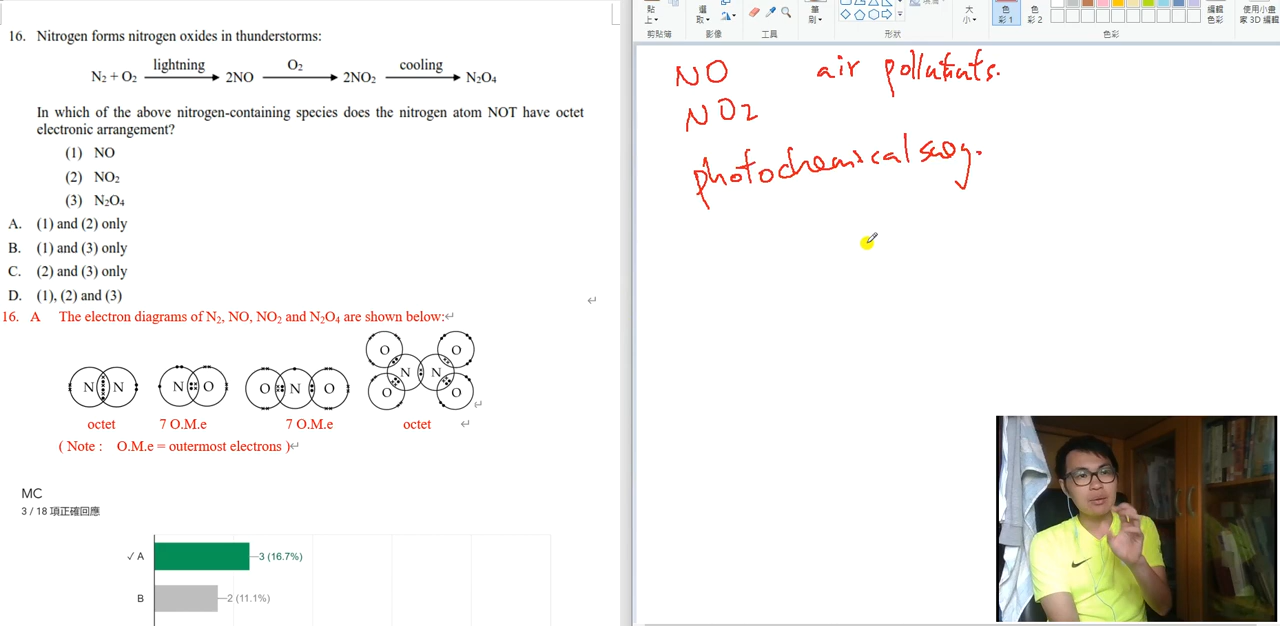 16. Nitrogen forms nitrogen oxides in thunderstorms:
N₂ + O₂ lightning 2NO O₂ 2NO₂ cooling N₂O₄
In which of the above nitrogen-containing species does the nitrogen atom NOT have octet
electronic arrangement?
(1) NO
(2) NO₂
(3) N₂O₄
A. (1) and (2) only
B. (1) and (3) only
C. (2) and (3) only
D. (1), (2) and (3)
16. A The electron diagrams of N₂, NO, NO₂ and N₂O₄ are shown below:
O O
N N N O O N O N N
O O
octet 7 O.M.e 7 O.M.e octet
( Note : O.M.e = outermost electrons )
MC
3 / 18 項正確回應
✓ A 3 (16.7%)
B 2 (11.1%)
貼
上
選
取
筆
刷
大
小
色
彩 1
色
彩 2
編輯
色彩
使用小畫
家 3D 編輯
剪貼簿 影像 工具 形狀 色彩
NO air pollutants.
NO2
photochemical smog.